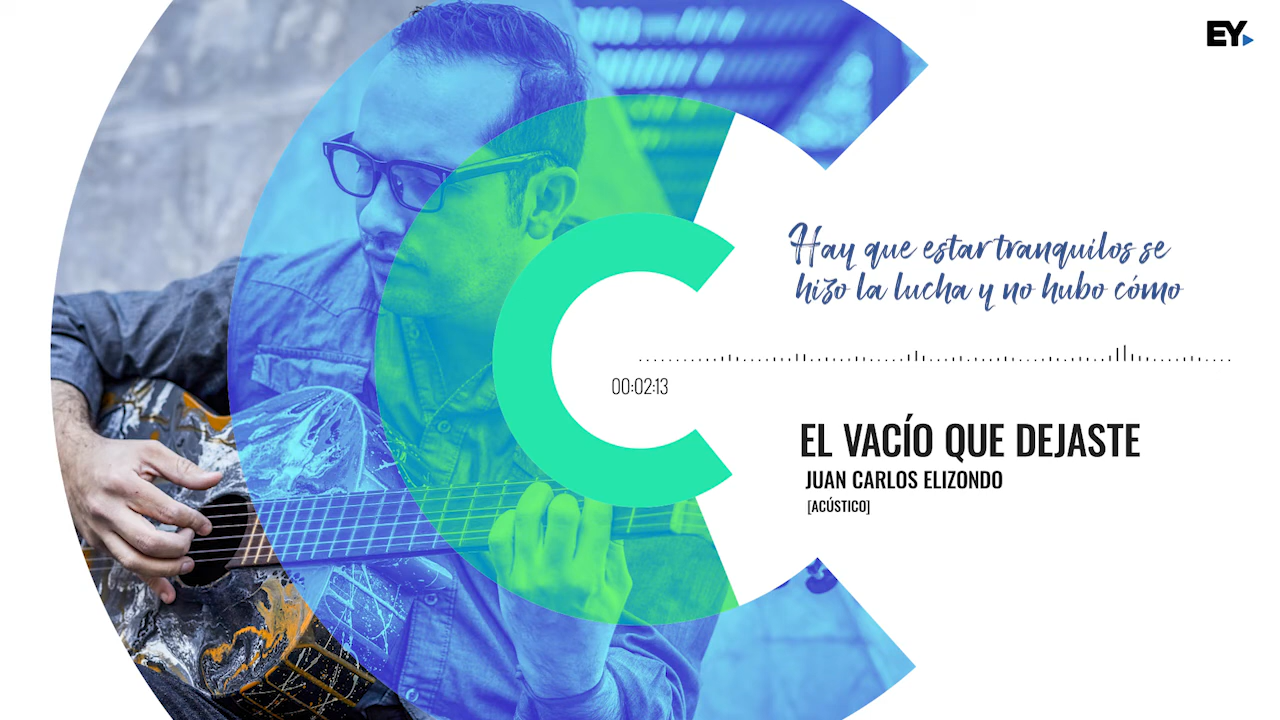 EY
Hay que estar tranquilos se
hizo la lucha y no hubo cómo
00:02:13
EL VACÍO QUE DEJASTE
JUAN CARLOS ELIZONDO
[ACÚSTICO]